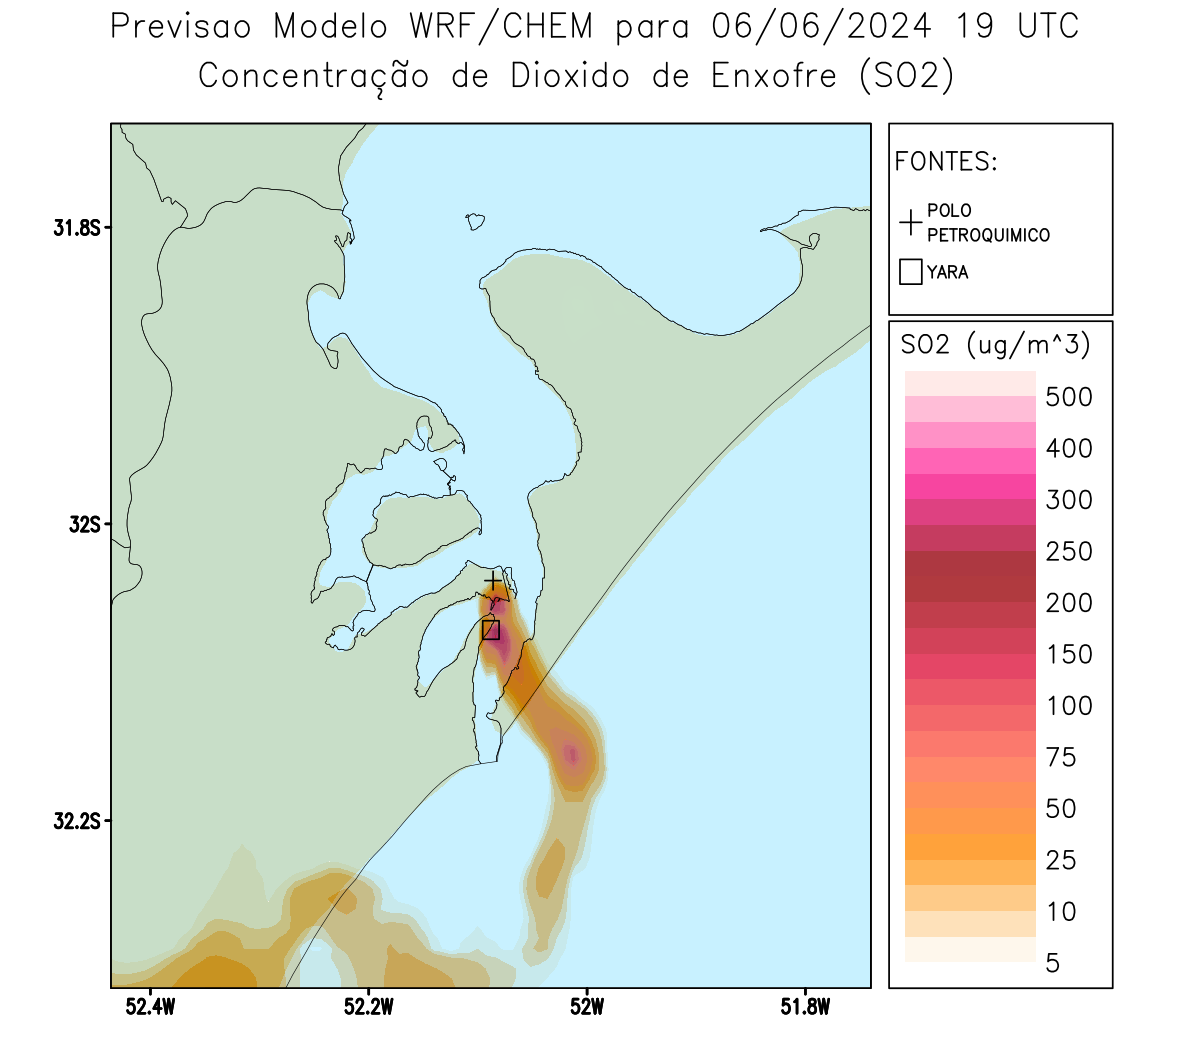 Previsao Modelo WRF/CHEM para 06/06/2024 19 UTC
Concentração de Dioxido de Enxofre (SO2)
FONTES:
POLO
PETROQUIMICO
YARA
SO2 (ug/m^3)
500
400
300
250
200
150
100
75
50
25
10
5
31.8S
32S
32.2S
52.4W
52.2W
52W
51.8W